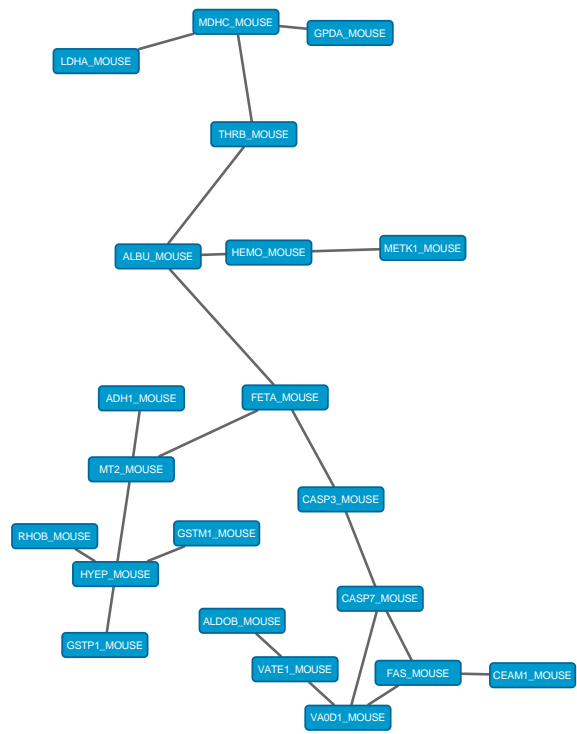 MDHC_MOUSE
GPDA_MOUSE
LDHA_MOUSE
THRB_MOUSE
ALBU_MOUSE
HEMO_MOUSE
METK1_MOUSE
ADH1_MOUSE
FETA_MOUSE
MT2_MOUSE
CASP3_MOUSE
RHOB_MOUSE
GSTM1_MOUSE
HYEP_MOUSE
CASP7_MOUSE
ALDOB_MOUSE
GSTP1_MOUSE
VATE1_MOUSE
FAS_MOUSE
CEAM1_MOUSE
VA0D1_MOUSE